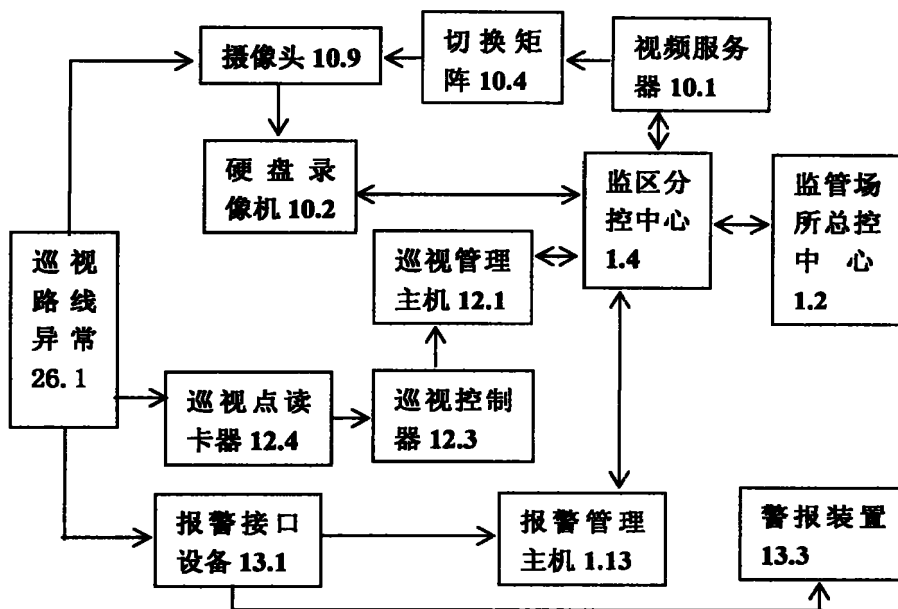 摄像头 10.9
切换矩
阵 10.4
视频服务
器 10.1
硬盘录
像机 10.2
监区分
控中心
1.4
监管场
所总控
中心
1.2
巡视
路线
异常
26.1
巡视管理
主机 12.1
巡视点读
卡器 12.4
巡视控制
器 12.3
报警接口
设备 13.1
报警管理
主机 1.13
警报装置
13.3